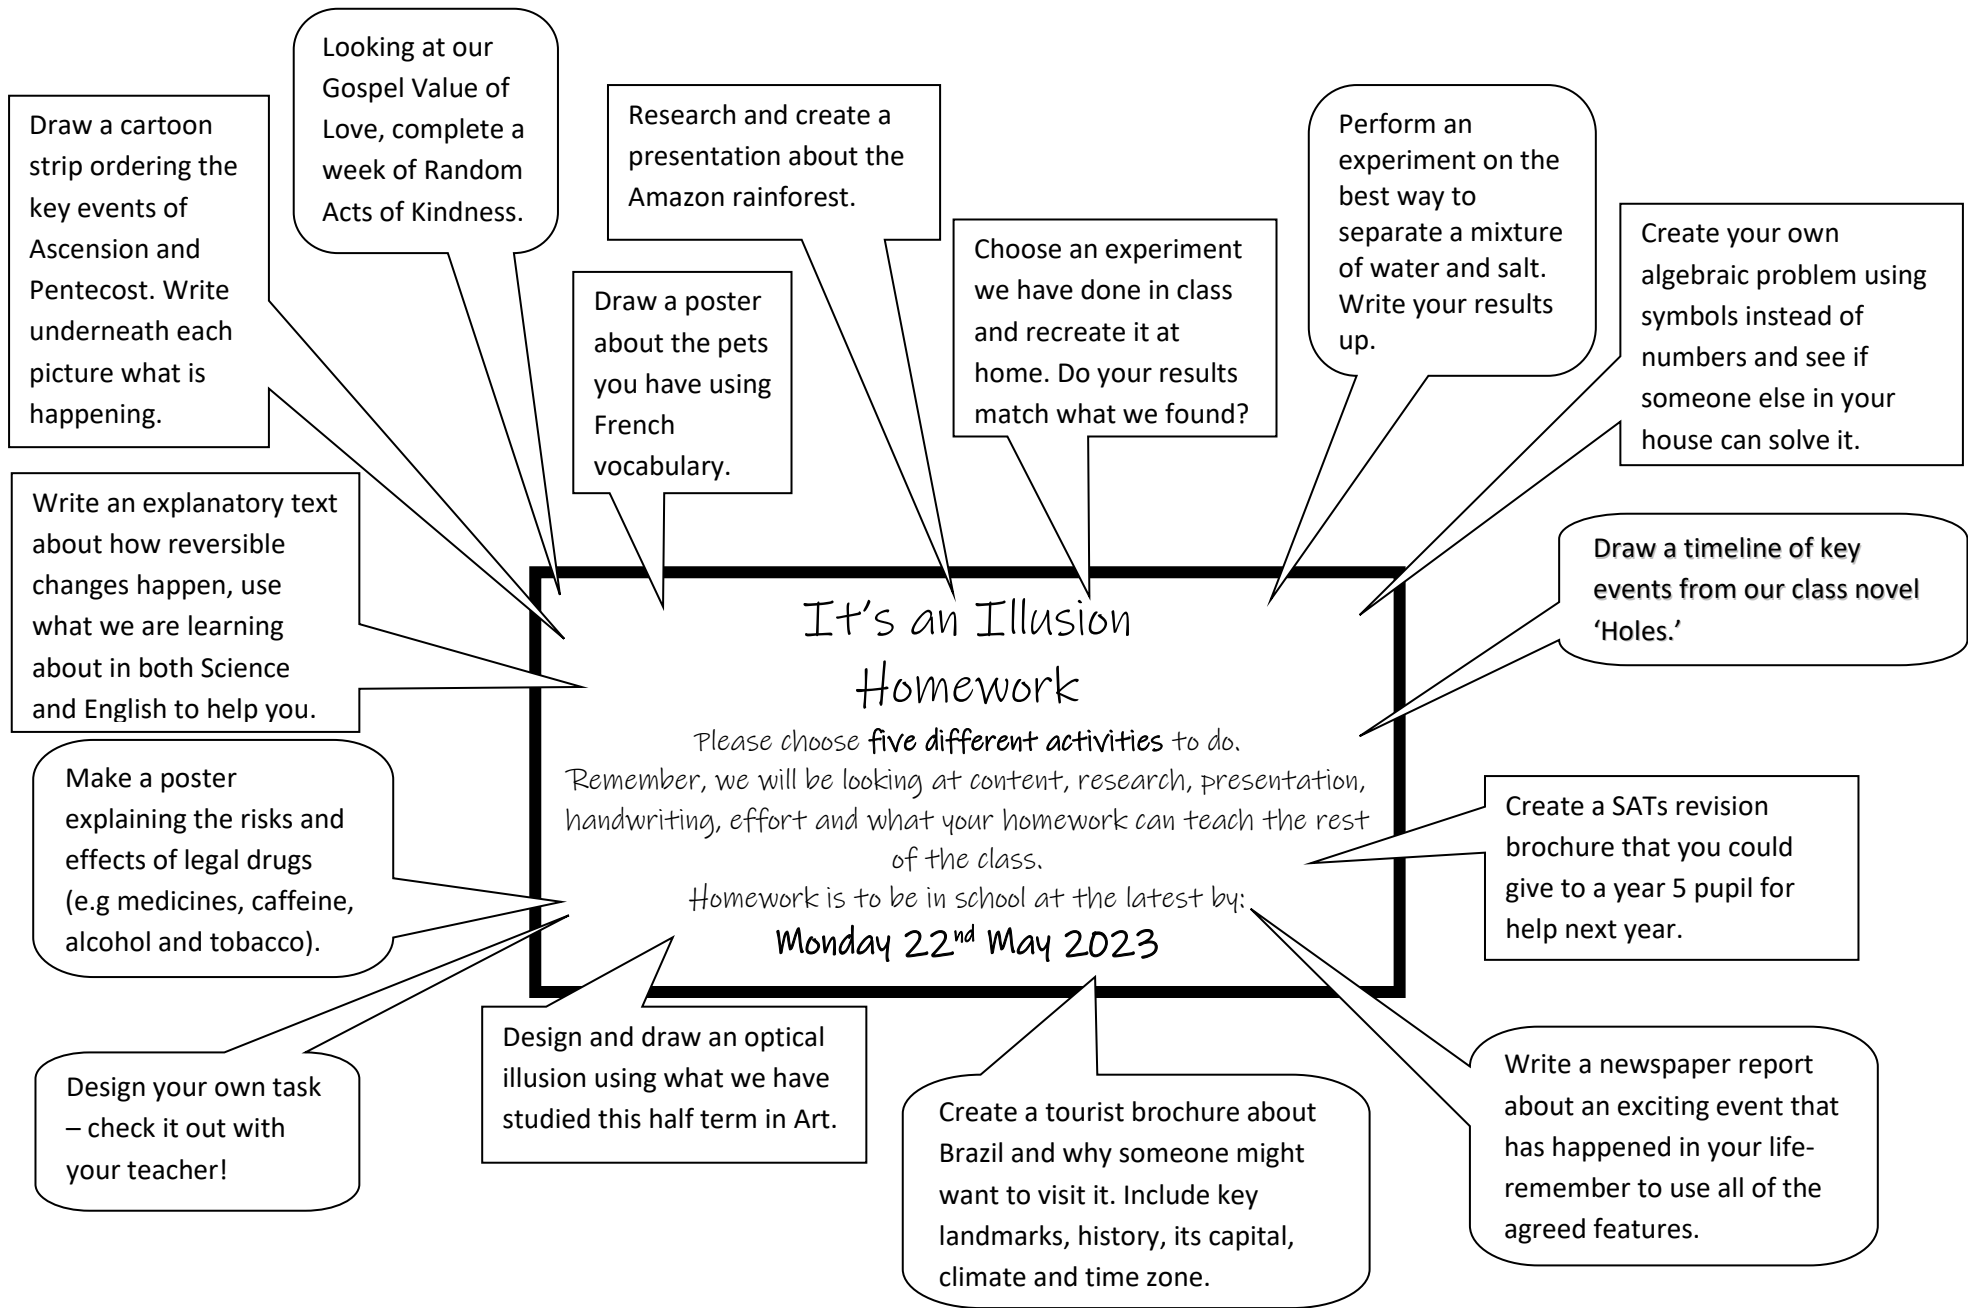 Looking at our
Gospel Value of
Love, complete a
week of Random
Acts of Kindness.
Draw a cartoon
strip ordering the
key events of
Ascension and
Pentecost. Write
underneath each
picture what is
happening.
Research and create a
presentation about the
Amazon rainforest.
Perform an
experiment on the
best way to
separate a mixture
of water and salt.
Write your results
up.
Choose an experiment
we have done in class
and recreate it at
home. Do your results
match what we found?
Create your own
algebraic problem using
symbols instead of
numbers and see if
someone else in your
house can solve it.
Draw a poster
about the pets
you have using
French
vocabulary.
Write an explanatory text
about how reversible
changes happen, use
what we are learning
about in both Science
and English to help you.
Draw a timeline of key
events from our class novel
‘Holes.’
It's an Illusion
Homework
Please choose five different activities to do.
Remember, we will be looking at content, research, presentation,
handwriting, effort and what your homework can teach the rest
of the class.
Homework is to be in school at the latest by:
Monday 22nd May 2023
Make a poster
explaining the risks and
effects of legal drugs
(e.g medicines, caffeine,
alcohol and tobacco).
Create a SATs revision
brochure that you could
give to a year 5 pupil for
help next year.
Design your own task
– check it out with
your teacher!
Design and draw an optical
illusion using what we have
studied this half term in Art.
Create a tourist brochure about
Brazil and why someone might
want to visit it. Include key
landmarks, history, its capital,
climate and time zone.
Write a newspaper report
about an exciting event that
has happened in your life-
remember to use all of the
agreed features.